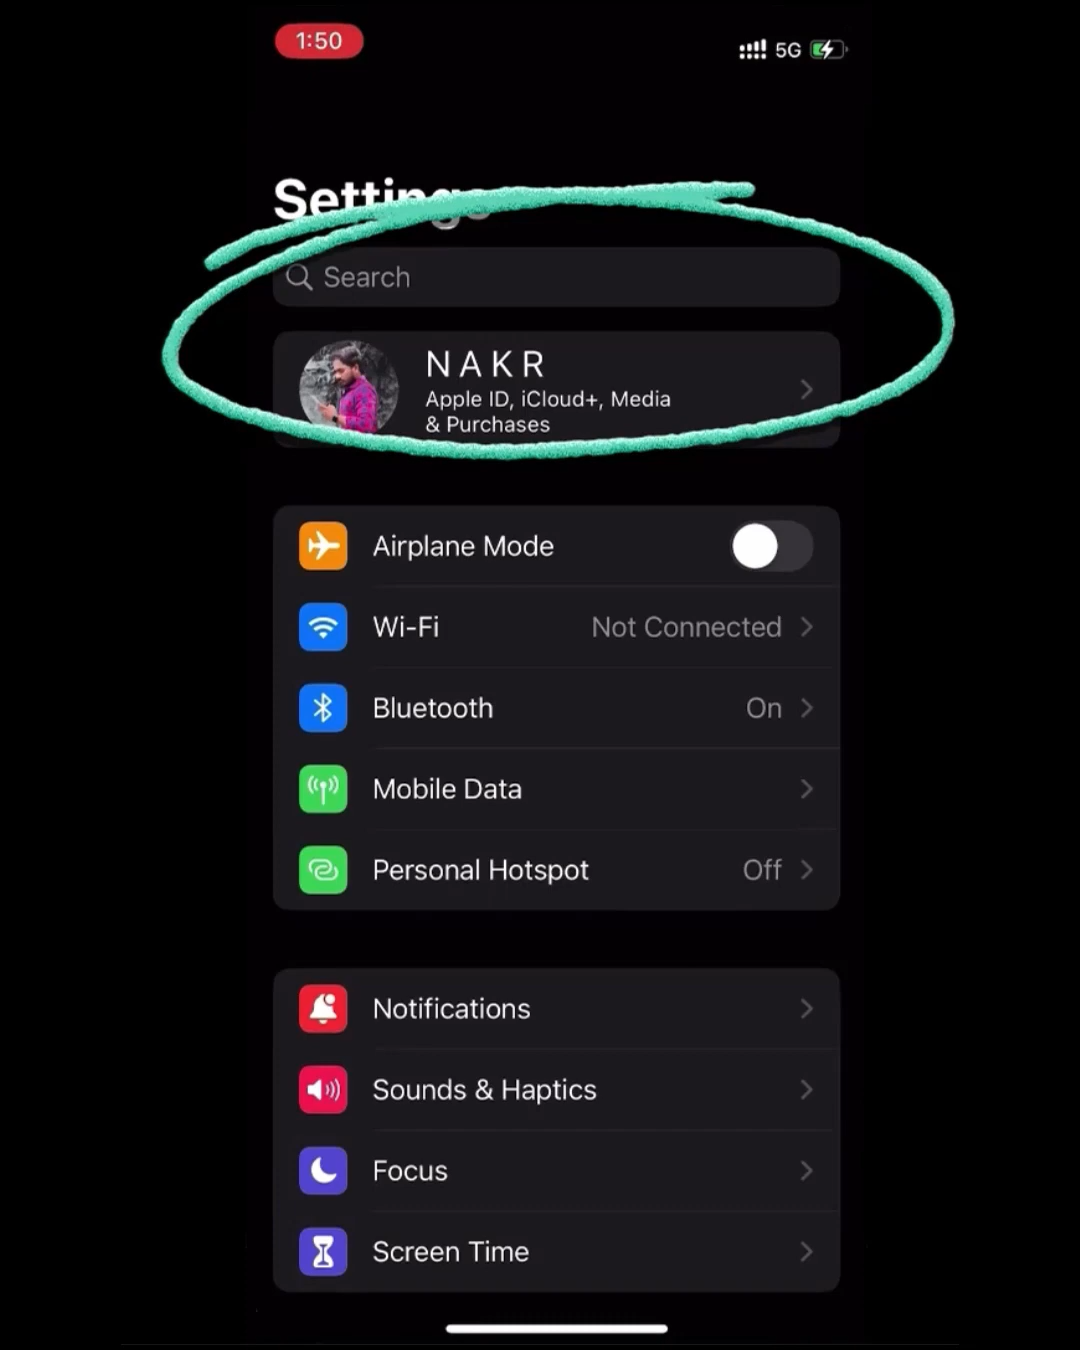 1:50
5G
Settings
Search
N A K R
Apple ID, iCloud+, Media
& Purchases
Airplane Mode
Wi-Fi Not Connected
Bluetooth On
Mobile Data
Personal Hotspot Off
Notifications
Sounds & Haptics
Focus
Screen Time